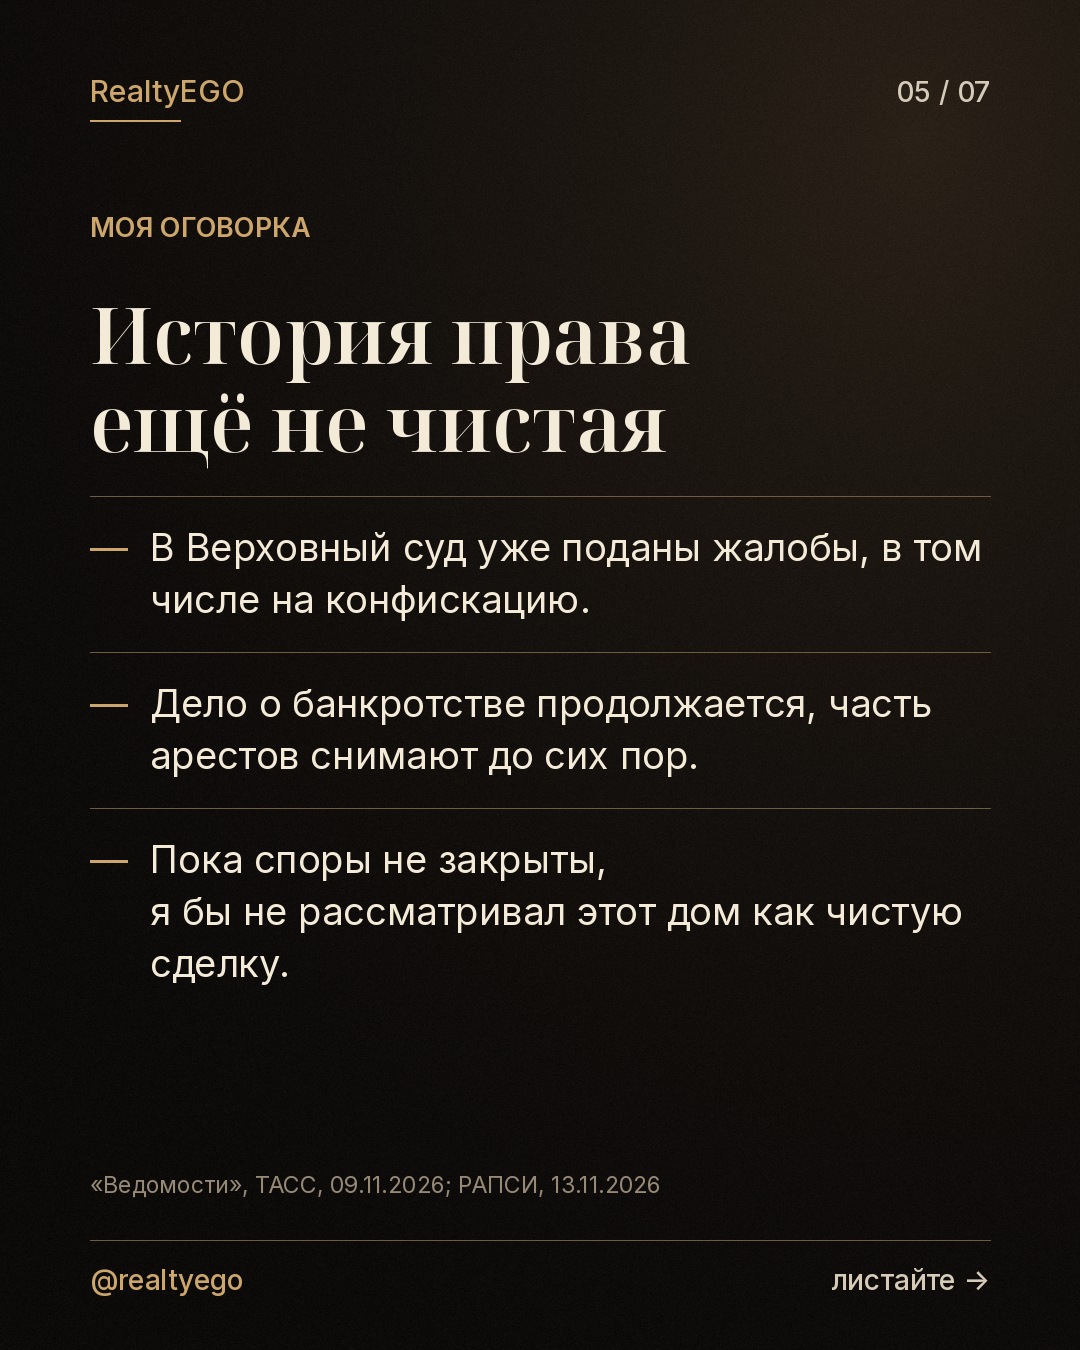 RealtyEGO
05 / 07
МОЯ ОГОВОРКА
История права
ещё не чистая
— В Верховный суд уже поданы жалобы, в том
числе на конфискацию.
— Дело о банкротстве продолжается, часть
арестов снимают до сих пор.
— Пока споры не закрыты,
я бы не рассматривал этот дом как чистую
сделку.
«Ведомости», ТАСС, 09.11.2026; РАПСИ, 13.11.2026
@realtyego
листайте →